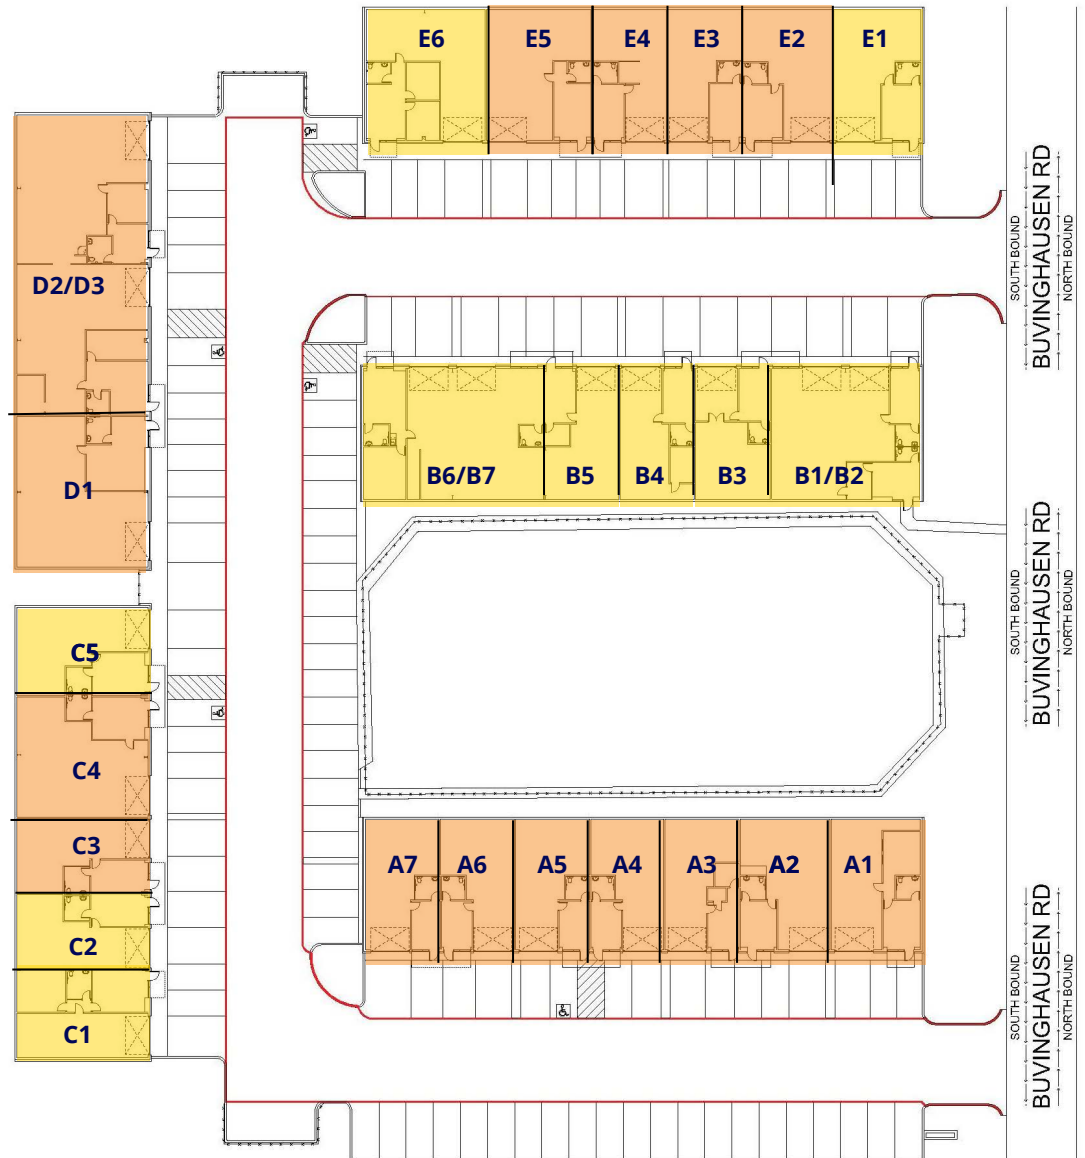 E6 E5 E4 E3 E2 E1
SOUTH BOUND
BUVINGHAUSEN RD
NORTH BOUND
D2/D3
D1
B6/B7 B5 B4 B3 B1/B2
SOUTH BOUND
BUVINGHAUSEN RD
NORTH BOUND
C5
C4
C3
C2
C1
A7 A6 A5 A4 A3 A2 A1
SOUTH BOUND
BUVINGHAUSEN RD
NORTH BOUND